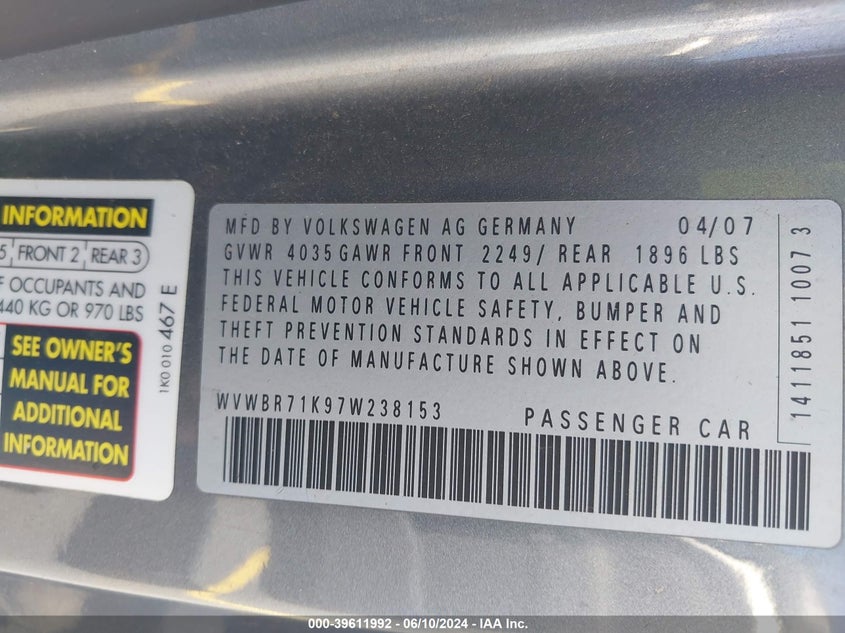 INFORMATION
5 FRONT 2 REAR 3
F OCCUPANTS AND
440 KG OR 970 LBS
SEE OWNER'S
MANUAL FOR
ADDITIONAL
INFORMATION
1K0 010 467 E
MFD BY VOLKSWAGEN AG GERMANY 04/07
GVWR 4035 GAWR FRONT 2249/ REAR 1896 LBS
THIS VEHICLE CONFORMS TO ALL APPLICABLE U.S.
FEDERAL MOTOR VEHICLE SAFETY, BUMPER AND
THEFT PREVENTION STANDARDS IN EFFECT ON
THE DATE OF MANUFACTURE SHOWN ABOVE.
WVWBR71K97W238153 PASSENGER CAR
1411851 1007 3
000-39611992 - 06/10/2024 - IAA Inc.